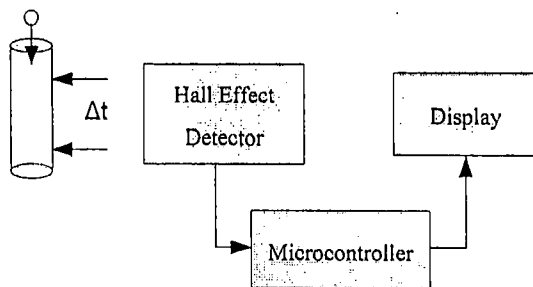 Δt
Hall Effect
Detector
Display
Microcontroller